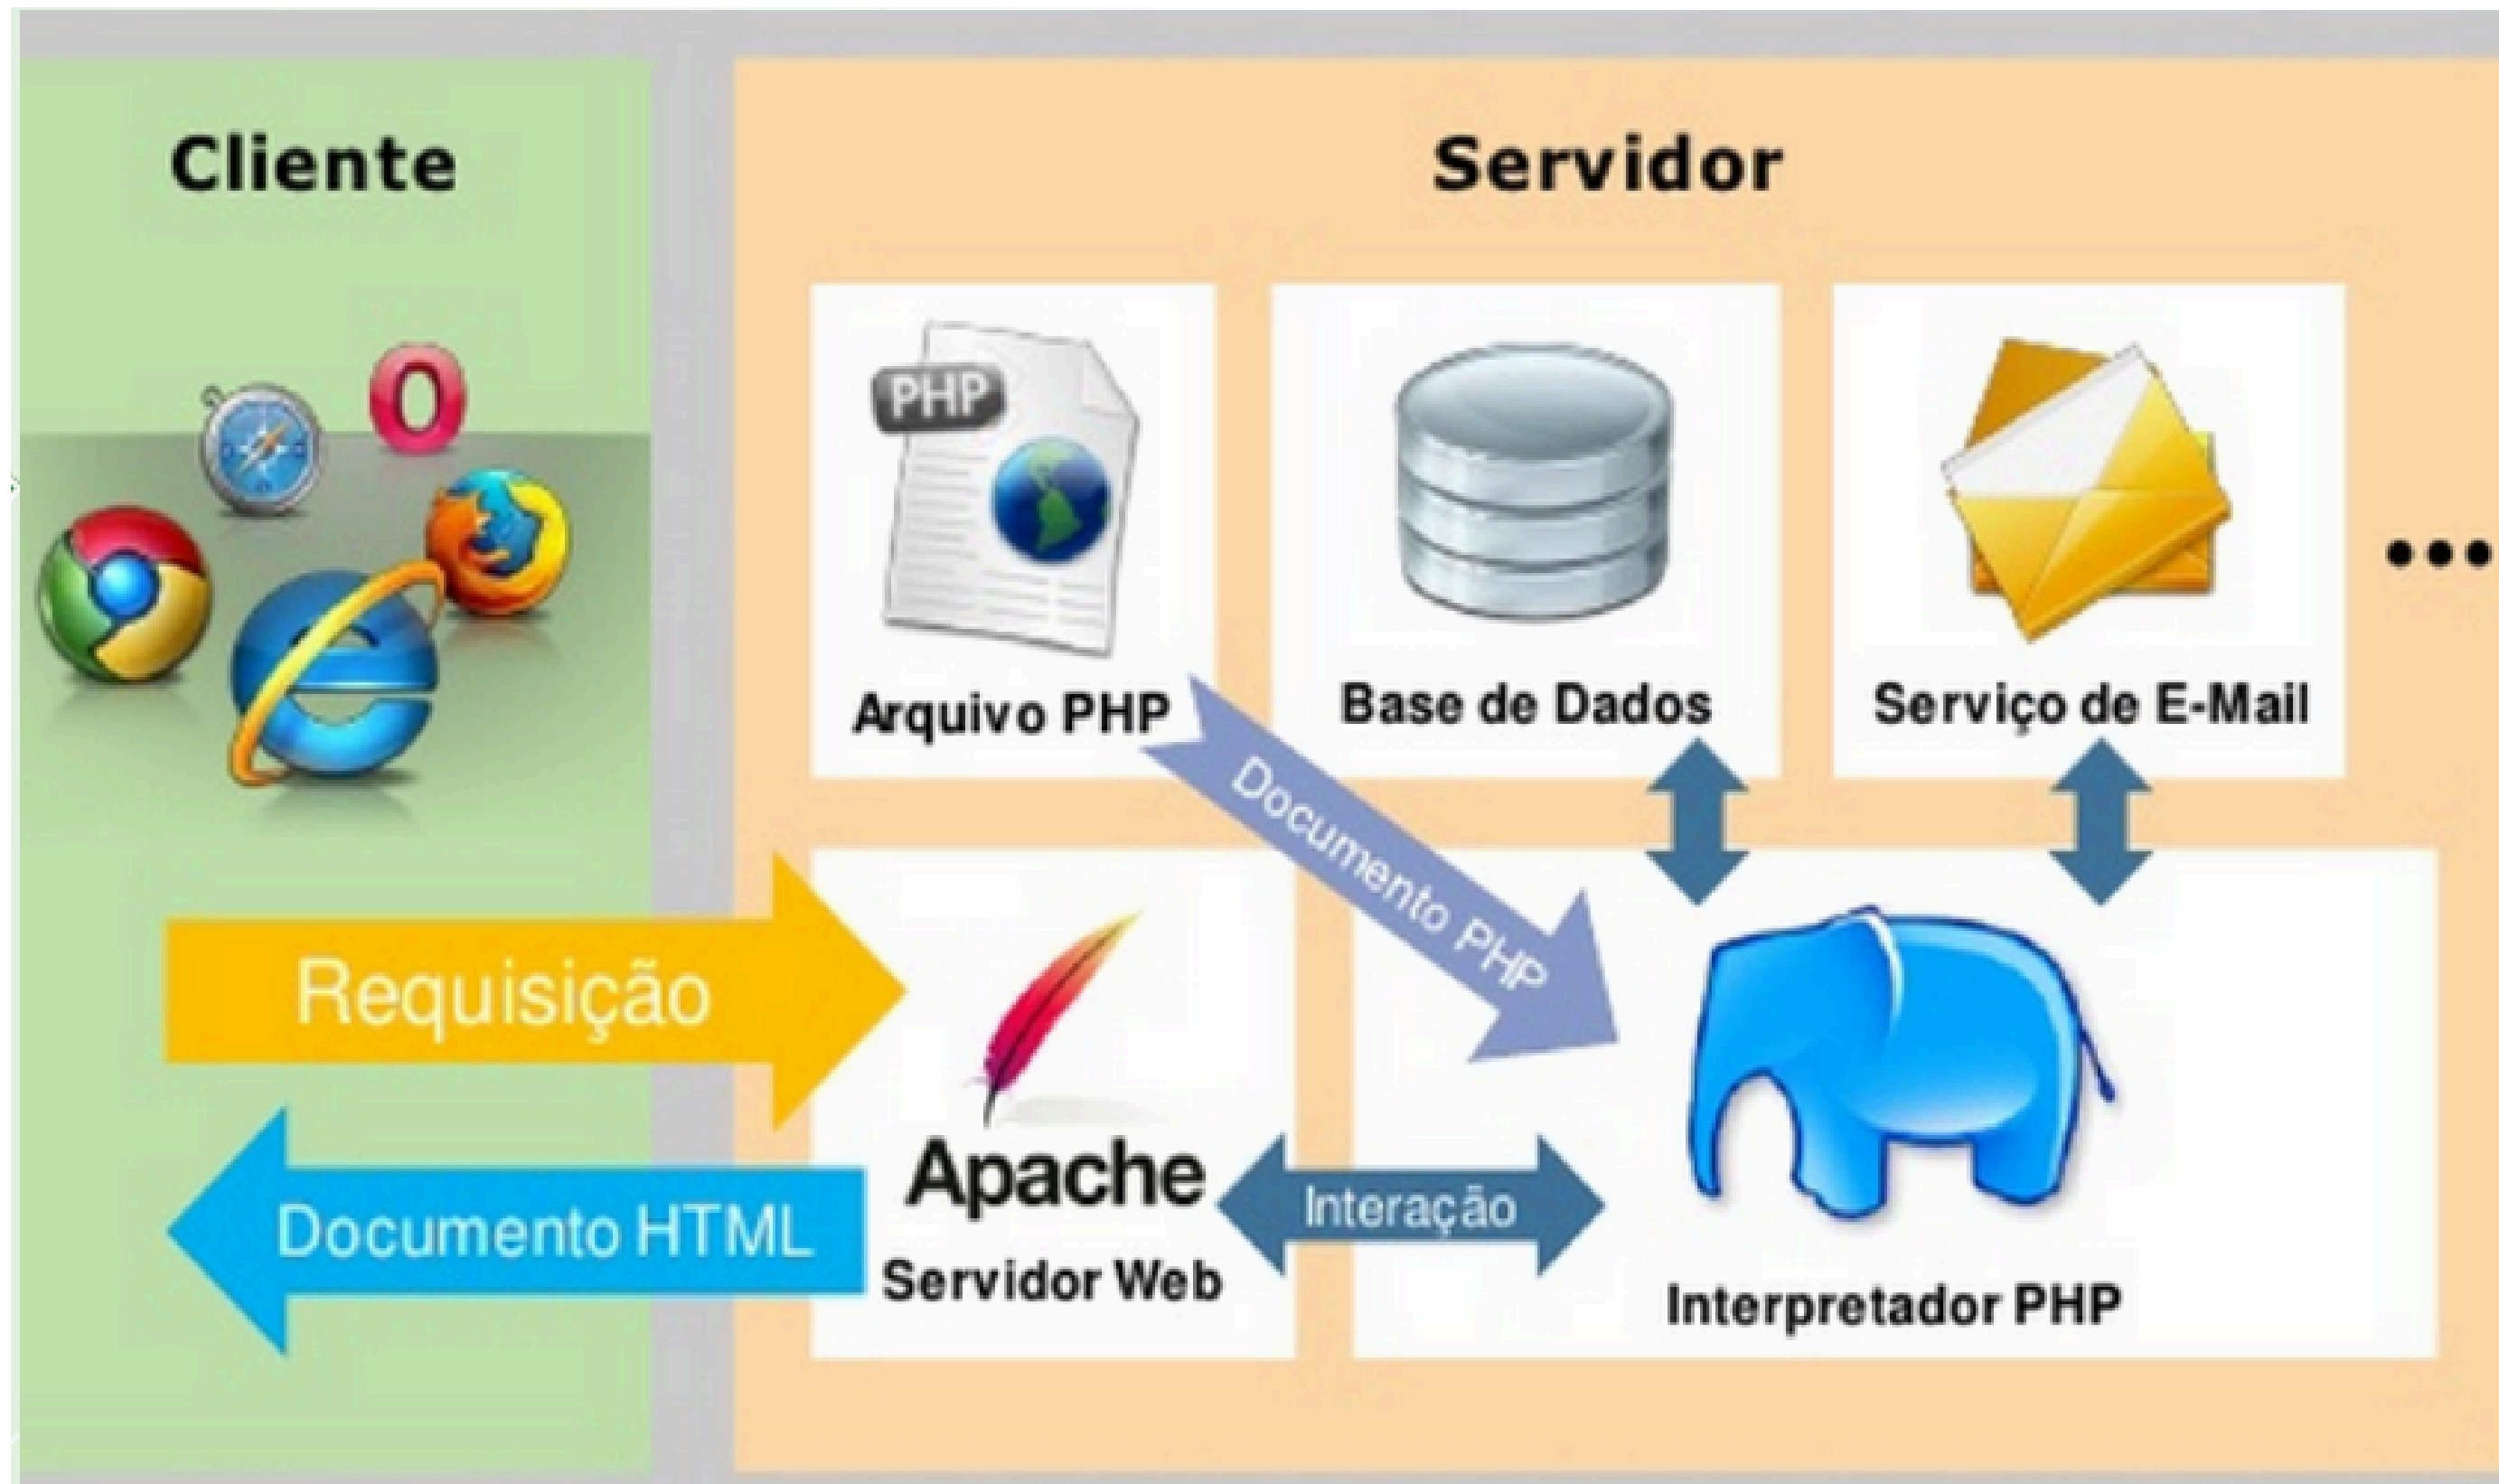 Cliente
Servidor
PHP
Arquivo PHP
Base de Dados
Serviço de E-Mail
...
Documento PHP
Requisição
Documento HTML
Apache
Servidor Web
Interação
Interpretador PHP